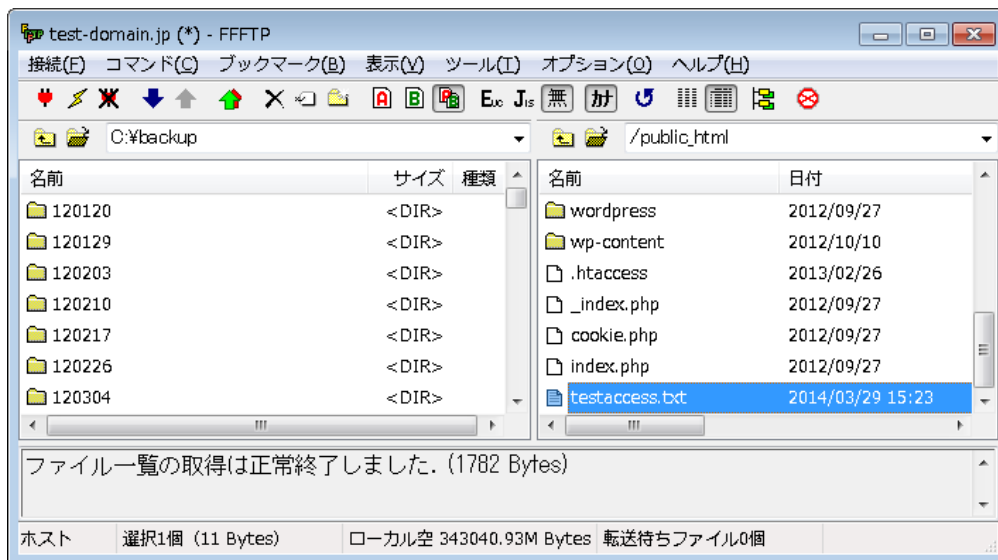 test-domain.jp (*) - FFFTP
接続(F) コマンド(C) ブックマーク(B) 表示(V) ツール(T) オプション(O) ヘルプ(H)
A B A B Euc JIS 無 カナ
C:¥backup
/public_html
名前 サイズ 種類
120120 <DIR>
120129 <DIR>
120203 <DIR>
120210 <DIR>
120217 <DIR>
120226 <DIR>
120304 <DIR>
名前 日付
wordpress 2012/09/27
wp-content 2012/10/10
.htaccess 2013/02/26
_index.php 2012/09/27
cookie.php 2012/09/27
index.php 2012/09/27
testaccess.txt 2014/03/29 15:23
ファイル一覧の取得は正常終了しました. (1782 Bytes)
ホスト 選択1個 (11 Bytes) ローカル空 343040.93M Bytes 転送待ちファイル0個